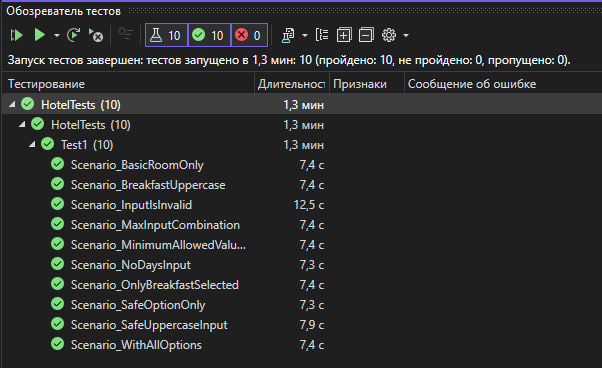 Обозреватель тестов
10 10 0
Запуск тестов завершен: тестов запущено в 1,3 мин: 10 (пройдено: 10, не пройдено: 0, пропущено: 0).
Тестирование Длительност Признаки Сообщение об ошибке
HotelTests (10) 1,3 мин
HotelTests (10) 1,3 мин
Test1 (10) 1,3 мин
Scenario_BasicRoomOnly 7,4 с
Scenario_BreakfastUppercase 7,4 с
Scenario_InputIsInvalid 12,5 с
Scenario_MaxInputCombination 7,4 с
Scenario_MinimumAllowedValu... 7,4 с
Scenario_NoDaysInput 7,3 с
Scenario_OnlyBreakfastSelected 7,4 с
Scenario_SafeOptionOnly 7,3 с
Scenario_SafeUppercaseInput 7,9 с
Scenario_WithAllOptions 7,4 с